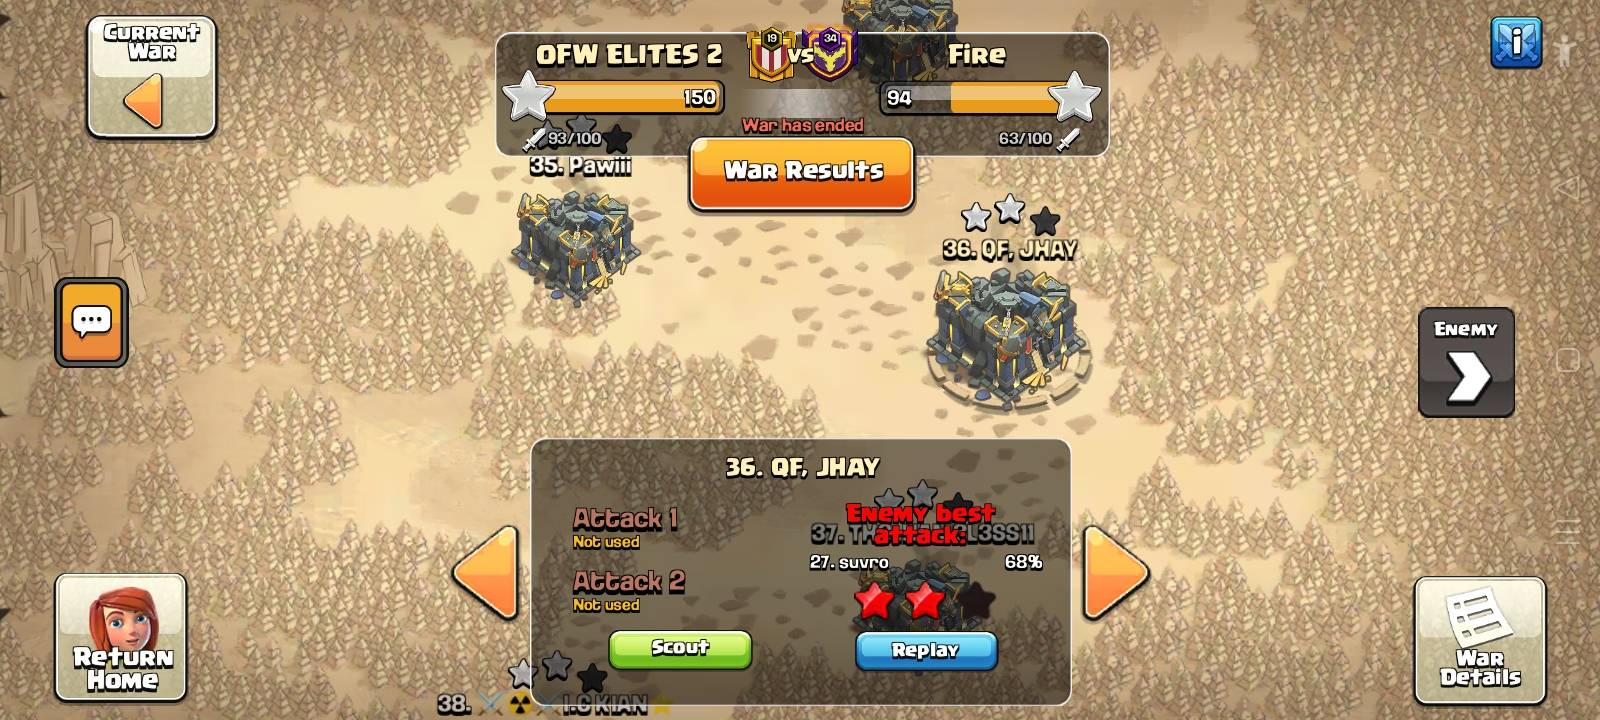 Current
War
OFW ELITES 2
19
vs
34
Fire
150
94
93/100
War has ended
63/100
35. Pawiii
War Results
36. QF, JHAY
Enemy
36. QF, JHAY
Attack 1
Not used
Enemy best
attack:
37.
27. suvro
68%
Attack 2
Not used
Scout
Replay
Return
Home
War
Details
38.
I.C KIAN